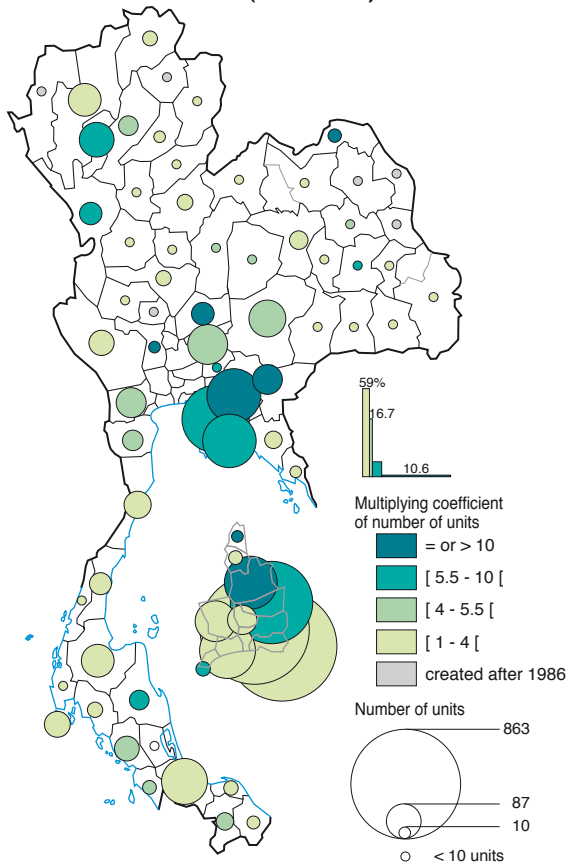 59%
16.7
10.6
Multiplying coefficient
of number of units
= or > 10
[ 5.5 - 10 [
[ 4 - 5.5 [
[ 1 - 4 [
created after 1986
Number of units
863
87
10
< 10 units